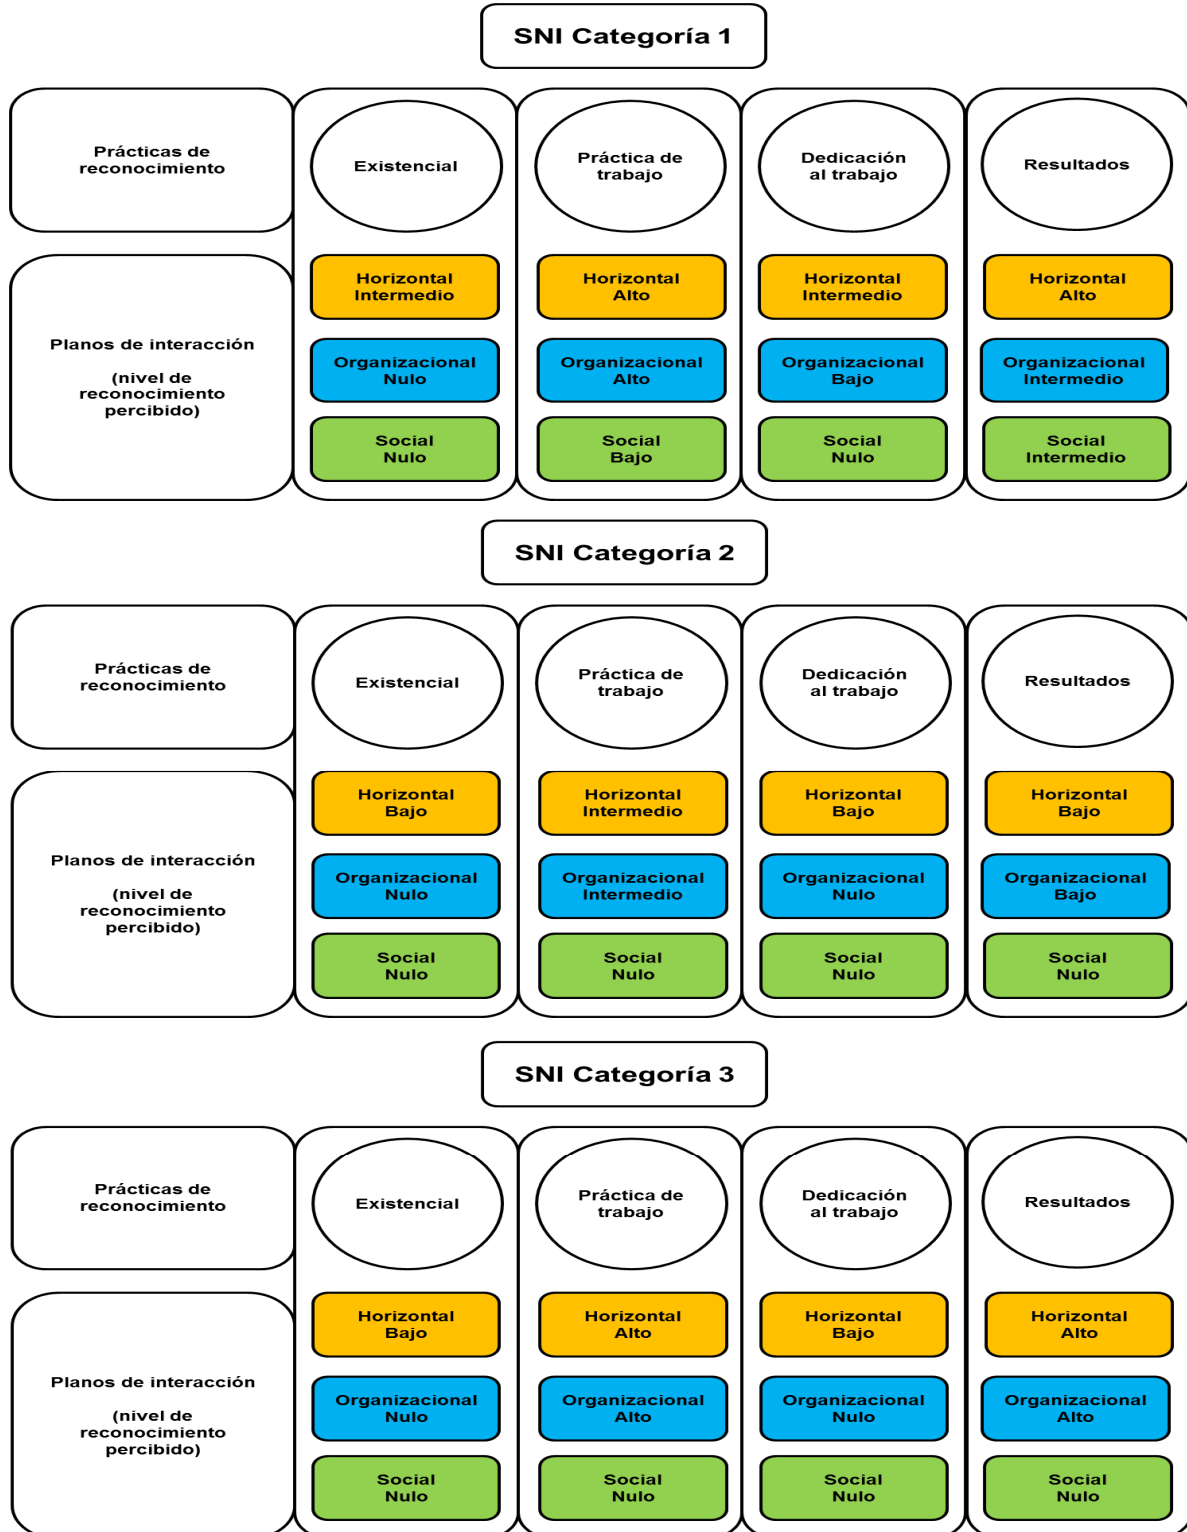 SNI Categoría 1
Prácticas de
reconocimiento
Existencial
Práctica de
trabajo
Dedicación
al trabajo
Resultados
Planos de interacción
(nivel de
reconocimiento
percibido)
Horizontal
Intermedio
Horizontal
Alto
Horizontal
Intermedio
Horizontal
Alto
Organizacional
Nulo
Organizacional
Alto
Organizacional
Bajo
Organizacional
Intermedio
Social
Nulo
Social
Bajo
Social
Nulo
Social
Intermedio
SNI Categoría 2
Prácticas de
reconocimiento
Existencial
Práctica de
trabajo
Dedicación
al trabajo
Resultados
Planos de interacción
(nivel de
reconocimiento
percibido)
Horizontal
Bajo
Horizontal
Intermedio
Horizontal
Bajo
Horizontal
Bajo
Organizacional
Nulo
Organizacional
Intermedio
Organizacional
Nulo
Organizacional
Bajo
Social
Nulo
Social
Nulo
Social
Nulo
Social
Nulo
SNI Categoría 3
Prácticas de
reconocimiento
Existencial
Práctica de
trabajo
Dedicación
al trabajo
Resultados
Planos de interacción
(nivel de
reconocimiento
percibido)
Horizontal
Bajo
Horizontal
Alto
Horizontal
Bajo
Horizontal
Alto
Organizacional
Nulo
Organizacional
Alto
Organizacional
Nulo
Organizacional
Alto
Social
Nulo
Social
Nulo
Social
Nulo
Social
Nulo